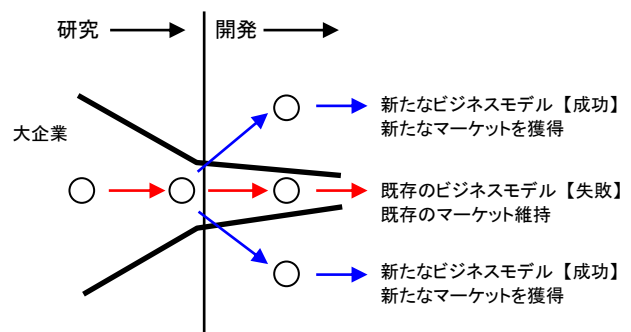 研究
開発
大企業
新たなビジネスモデル【成功】
新たなマーケットを獲得
既存のビジネスモデル【失敗】
既存のマーケット維持
新たなビジネスモデル【成功】
新たなマーケットを獲得